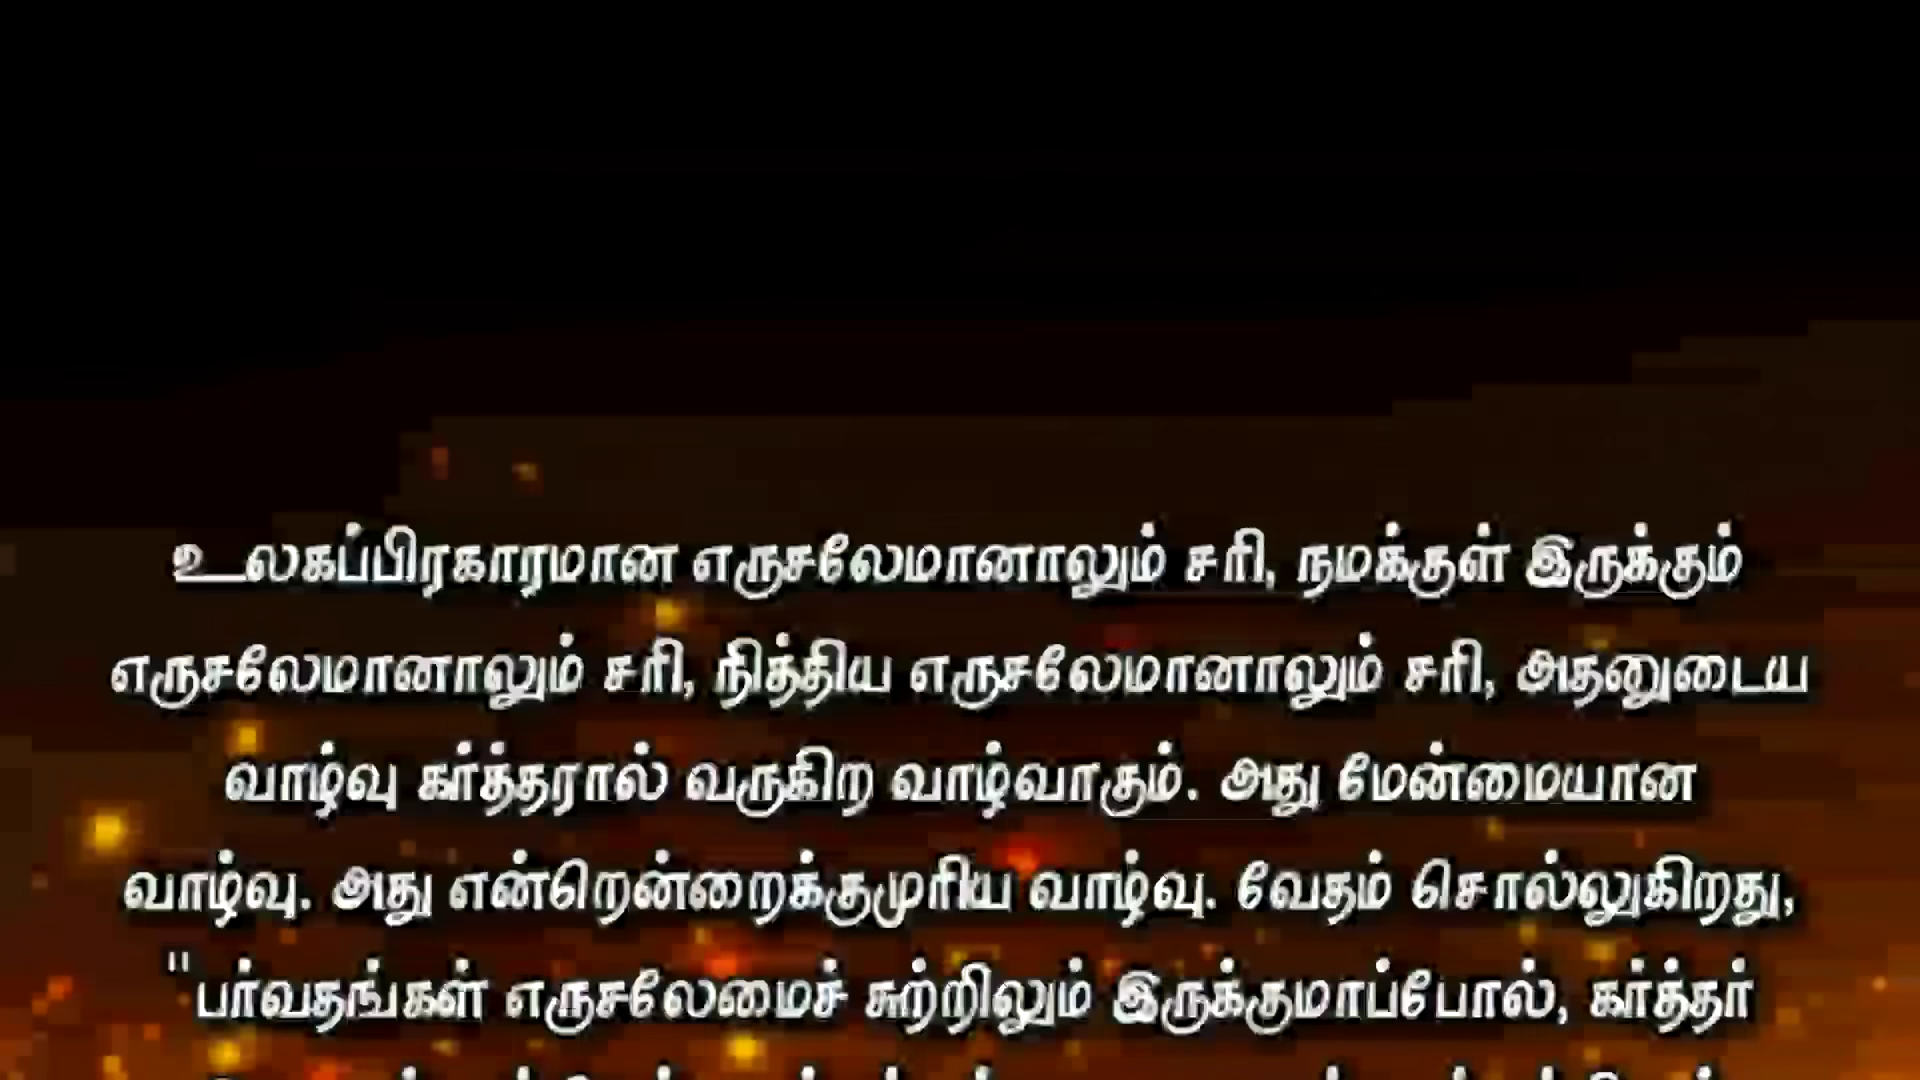 உலகப்பிரகாரமான எருசலேமானாலும் சரி, நமக்குள் இருக்கும்
எருசலேமானாலும் சரி, நித்திய எருசலேமானாலும் சரி, அதனுடைய
வாழ்வு கர்த்தரால் வருகிற வாழ்வாகும். அது மேன்மையான
வாழ்வு. அது என்றென்றைக்குமுரிய வாழ்வு. வேதம் சொல்லுகிறது,
"பர்வதங்கள் எருசலேமைச் சுற்றிலும் இருக்குமாப்போல், கர்த்தர்